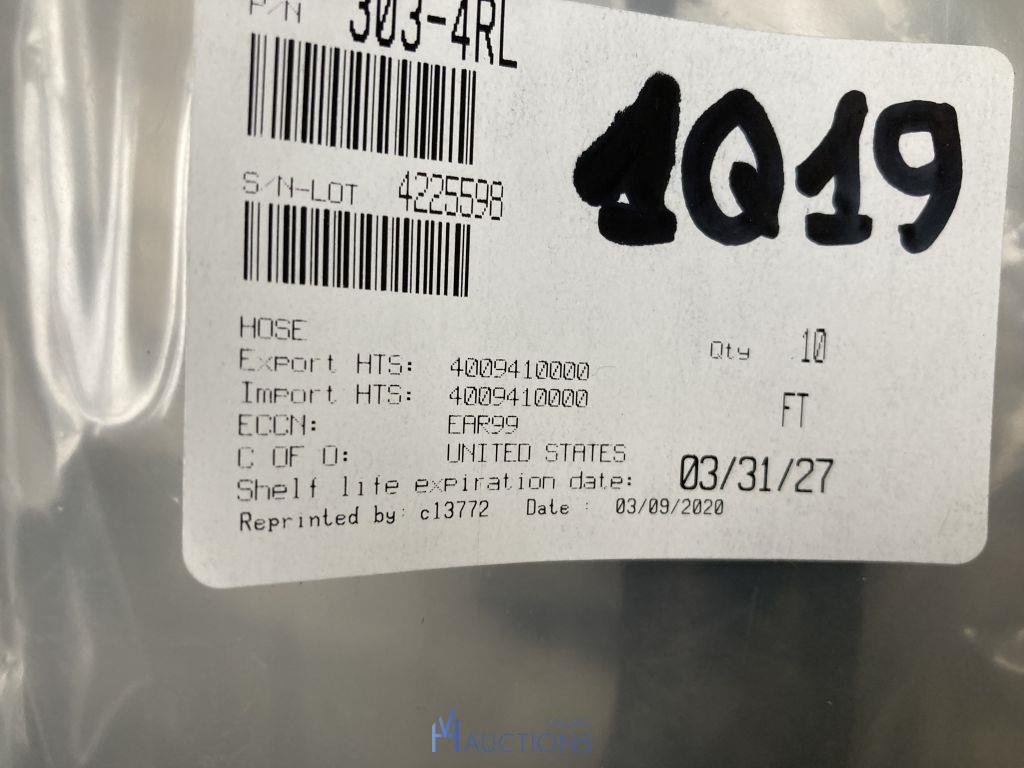 P/N 303-4RL
1Q19
S/N-LOT 4225598
HOSE
Qty 10
Export HTS: 4009410000
Import HTS: 4009410000
FT
ECCN: EAR99
C OF O: UNITED STATES
Shelf life expiration date: 03/31/27
Reprinted by: c13772 Date : 03/09/2020
AUCTIONS